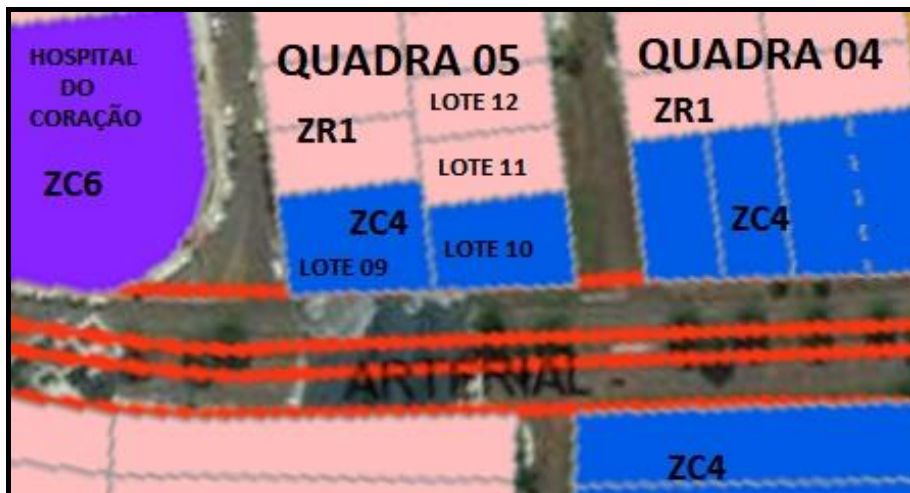 HOSPITAL
DO
CORAÇÃO
ZC6
QUADRA 05
LOTE 12
ZR1
LOTE 11
ZC4
LOTE 09
LOTE 10
QUADRA 04
ZR1
ZC4
ARTERIAL -
ZC4